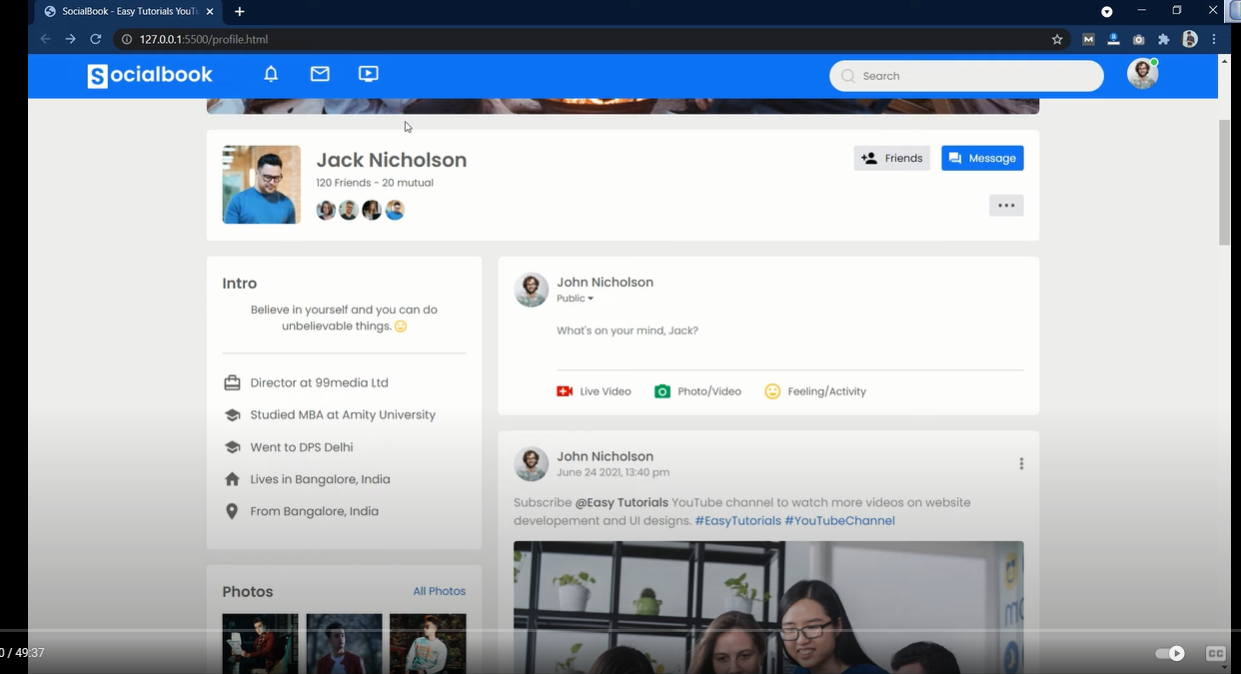 SocialBook - Easy Tutorials YouTu
127.0.0.1:5500/profile.html
Socialbook
Search
Jack Nicholson
120 Friends - 20 mutual
Friends
Message
Intro
Believe in yourself and you can do
unbelievable things.
Director at 99media Ltd
Studied MBA at Amity University
Went to DPS Delhi
Lives in Bangalore, India
From Bangalore, India
Photos
All Photos
John Nicholson
Public
What's on your mind, Jack?
Live Video
Photo/Video
Feeling/Activity
John Nicholson
June 24 2021, 13:40 pm
Subscribe @Easy Tutorials YouTube channel to watch more videos on website
developement and UI designs. #EasyTutorials #YouTubeChannel
0 / 49:37
CC